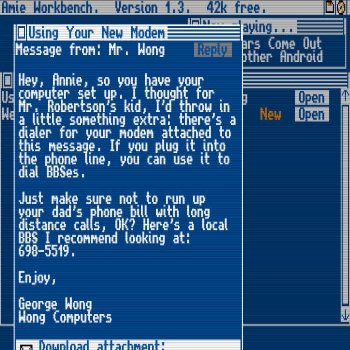 Amie Workbench. Version 1.3. 42k free.
Now playing...
ars Come Out
other Android
Using Your New Modem
Message from: Mr. Wong Reply
Hey, Annie, so you have your
computer set up. I thought for
Mr. Robertson's kid, I'd throw in
a little something extra: there's a
dialer for your modem attached to
this message. If you plug it into
the phone line, you can use it to
dial BBSes.
Just make sure not to run up
your dad's phone bill with long
distance calls, OK? Here's a local
BBS I recommend looking at:
698-5519.
Enjoy,
George Wong
Wong Computers
Download attachment:
Us
ng Open
We
New Open